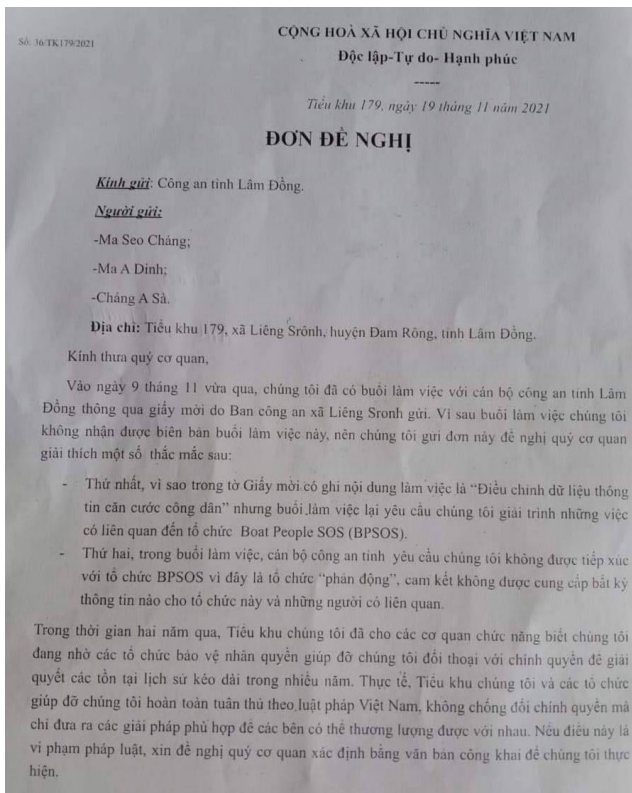 CỘNG HOÀ XÃ HỘI CHỦ NGHĨA VIỆT NAM
Số: 36/TK179/2021
Độc lập-Tự do- Hạnh phúc
-----
Tiểu khu 179, ngày 19 tháng 11 năm 2021
ĐƠN ĐỀ NGHỊ
Kính gửi: Công an tỉnh Lâm Đồng.
Người gửi:
-Ma Seo Cháng;
-Ma A Dinh;
-Cháng A Sà.
Địa chỉ: Tiểu khu 179, xã Liêng Srônh, huyện Đam Rông, tỉnh Lâm Đồng.
Kính thưa quý cơ quan,
Vào ngày 9 tháng 11 vừa qua, chúng tôi đã có buổi làm việc với cán bộ công an tỉnh Lâm
Đồng thông qua giấy mời do Ban công an xã Liêng Sronh gửi. Vì sau buổi làm việc chúng tôi
không nhận được biên bản buổi làm việc này, nên chúng tôi gửi đơn này đề nghị quý cơ quan
giải thích một số thắc mắc sau:
- Thứ nhất, vì sao trong tờ Giấy mời có ghi nội dung làm việc là “Điều chỉnh dữ liệu thông
tin căn cước công dân” nhưng buổi làm việc lại yêu cầu chúng tôi giải trình những việc
có liên quan đến tổ chức Boat People SOS (BPSOS).
- Thứ hai, trong buổi làm việc, cán bộ công an tỉnh yêu cầu chúng tôi không được tiếp xúc
với tổ chức BPSOS vì đây là tổ chức “phản động”, cam kết không được cung cấp bất kỳ
thông tin nào cho tổ chức này và những người có liên quan.
Trong thời gian hai năm qua, Tiểu khu chúng tôi đã cho các cơ quan chức năng biết chúng tôi
đang nhờ các tổ chức bảo vệ nhân quyền giúp đỡ chúng tôi đối thoại với chính quyền để giải
quyết các tồn tại lịch sử kéo dài trong nhiều năm. Thực tế, Tiểu khu chúng tôi và các tổ chức
giúp đỡ chúng tôi hoàn toàn tuân thủ theo luật pháp Việt Nam, không chống đối chính quyền mà
chỉ đưa ra các giải pháp phù hợp để các bên có thể thương lượng được với nhau. Nếu điều này là
vi phạm pháp luật, xin đề nghị quý cơ quan xác định bằng văn bản công khai để chúng tôi thực
hiện.